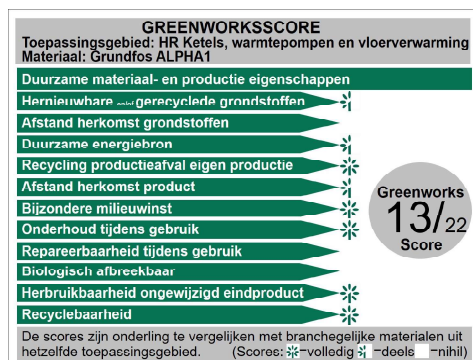 GREENWORKSSCORE
Toepassingsgebied: HR Ketels, warmtepompen en vloerverwarming
Materiaal: Grundfos ALPHA1
Duurzame materiaal- en productie eigenschappen
Hernieuwbare en/of gerecyclede grondstoffen
Afstand herkomst grondstoffen
Duurzame energiebron
Recycling productieafval eigen productie
Afstand herkomst product
Bijzondere milieuwinst
Onderhoud tijdens gebruik
Repareerbaarheid tijdens gebruik
Biologisch afbreekbaar
Herbruikbaarheid ongewijzigd eindproduct
Recyclebaarheid
Greenworks
13/22
Score
De scores zijn onderling te vergelijken met branchegelijke materialen uit
hetzelfde toepassingsgebied. (Scores: =volledig =deels =nihil)